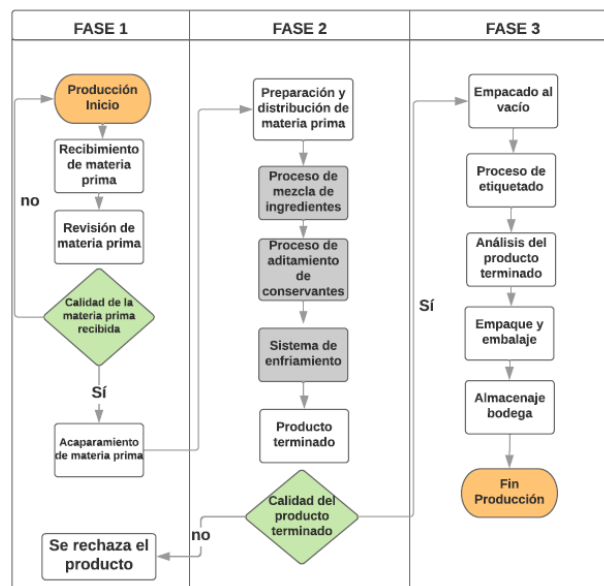 FASE 1
FASE 2
FASE 3
Producción
Inicio
Recibimiento
de materia
prima
no
Revisión de
materia prima
Calidad de la
materia prima
recibida
Sí
Acaparamiento
de materia prima
Se rechaza el
producto
Preparación y
distribución de
materia prima
Proceso de
mezcla de
ingredientes
Proceso de
aditamiento
de
conservantes
Sistema de
enfriamiento
Producto
terminado
Calidad del
producto
terminado
no
Sí
Empacado al
vacío
Proceso de
etiquetado
Análisis del
producto
terminado
Empaque y
embalaje
Almacenaje
bodega
Fin
Producción